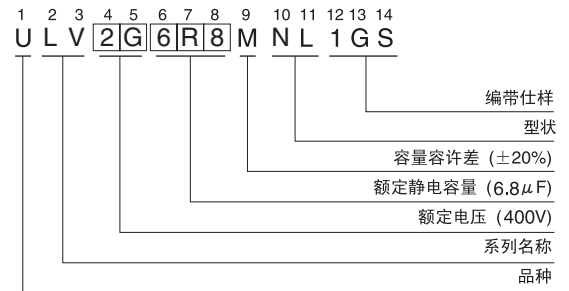 1 2 3 4 5 6 7 8 9 10 11 12 13 14
U L V 2 G 6 R 8 M N L 1 G S
编带仕样
型状
容量容许差 (±20%)
额定静电容量 (6.8μF)
额定电压 (400V)
系列名称
品种